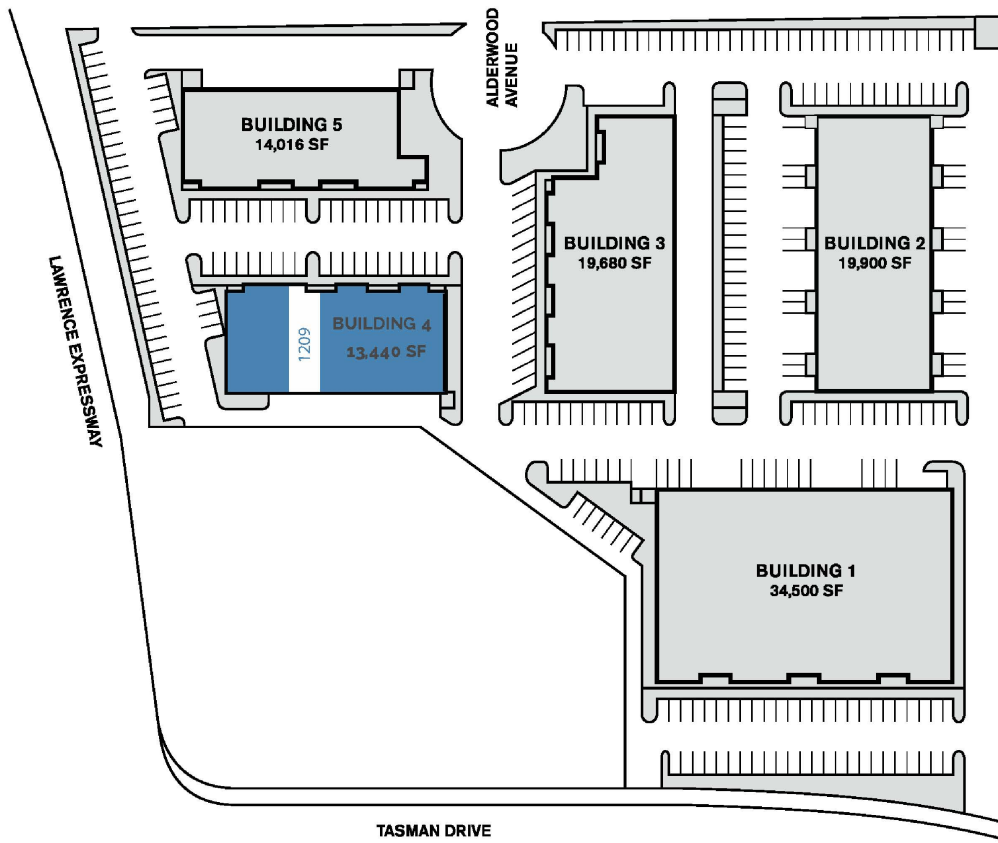 ALDERWOOD
AVENUE
BUILDING 5
14,016 SF
BUILDING 3
19,680 SF
BUILDING 2
19,900 SF
LAWRENCE EXPRESSWAY
1209
BUILDING 4
13,440 SF
BUILDING 1
34,500 SF
TASMAN DRIVE